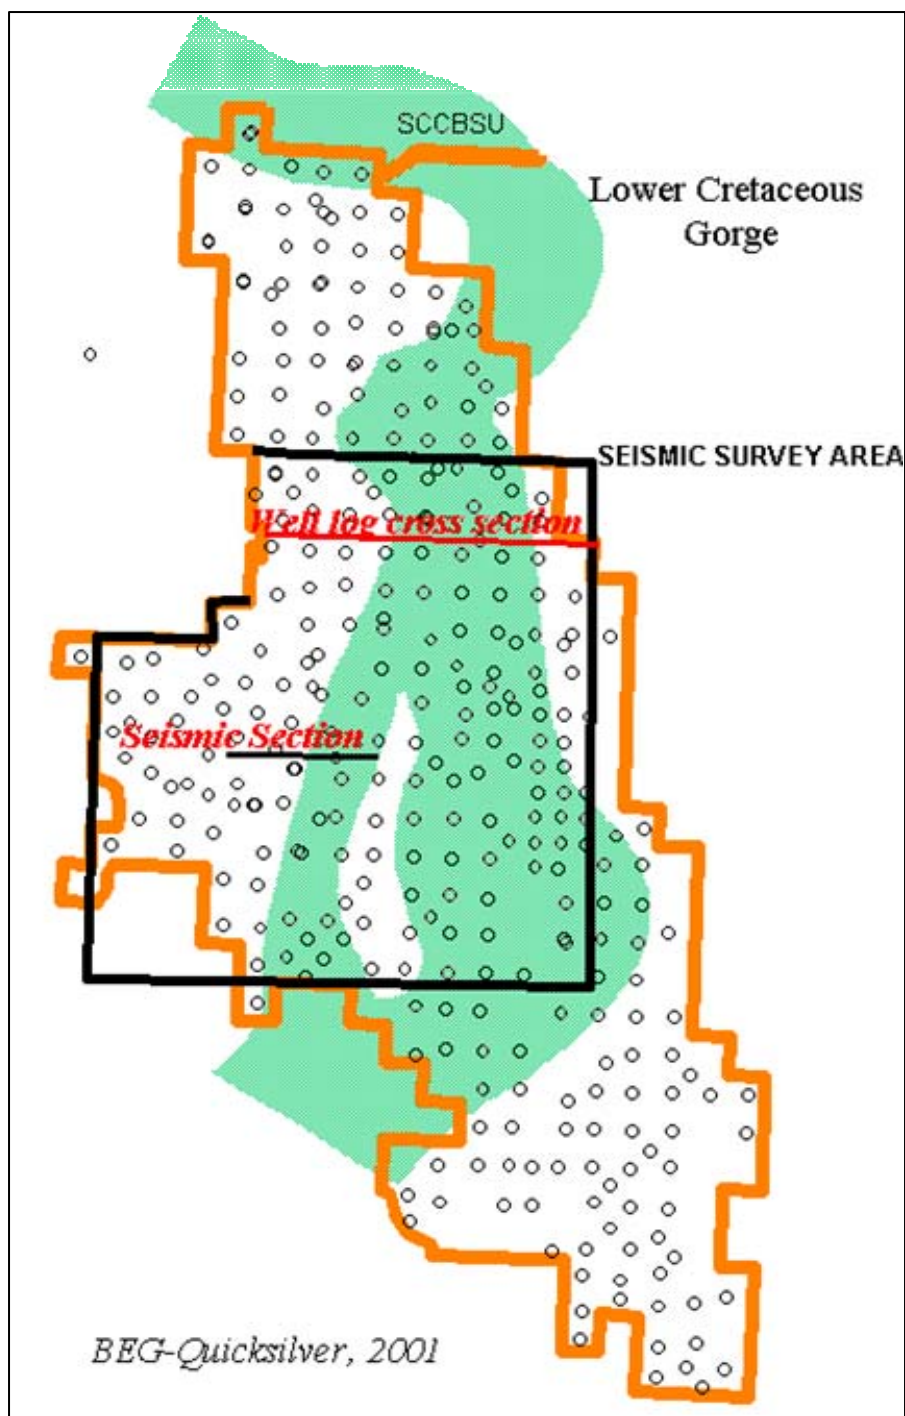 SCCBSU
Lower Cretaceous
Gorge
SEISMIC SURVEY AREA
Well log cross section
Seismic Section
BEG-Quicksilver, 2001